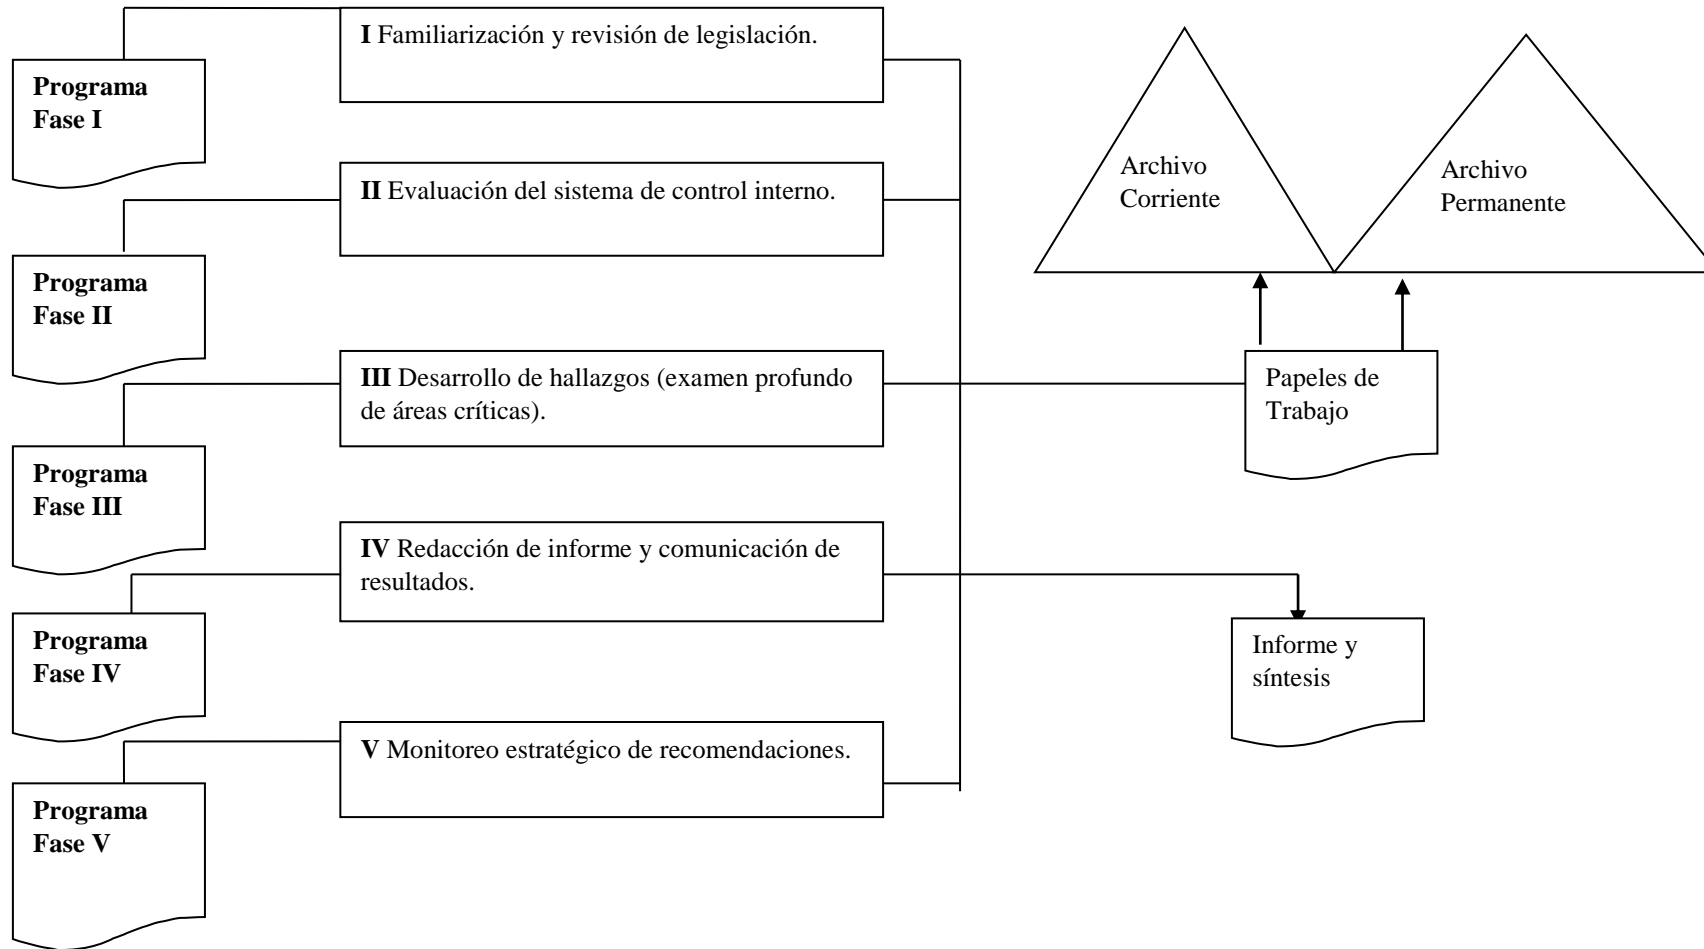 I Familiarización y revisión de legislación.
Programa
Fase I
II Evaluación del sistema de control interno.
Programa
Fase II
III Desarrollo de hallazgos (examen profundo
de áreas críticas).
Programa
Fase III
IV Redacción de informe y comunicación de
resultados.
Programa
Fase IV
V Monitoreo estratégico de recomendaciones.
Programa
Fase V
Archivo
Corriente
Archivo
Permanente
Papeles de
Trabajo
Informe y
síntesis